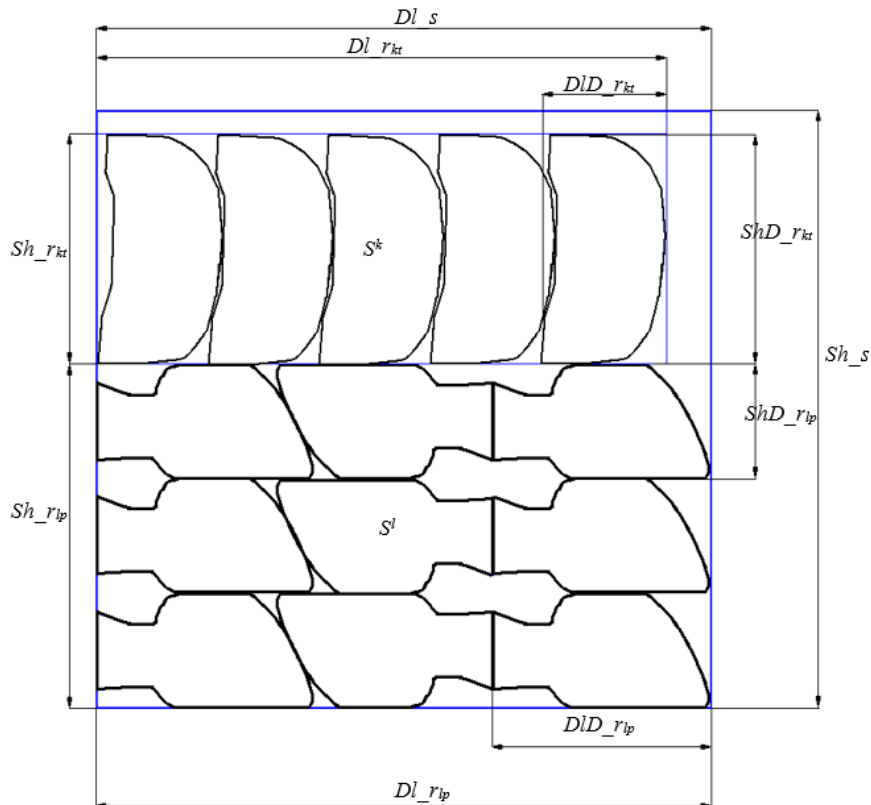 Dl_s
Dl_r_kt
DlD_r_kt
Sh_r_kt
S^k
ShD_r_kt
Sh_s
ShD_r_lp
Sh_r_lp
S^l
DlD_r_lp
Dl_r_lp